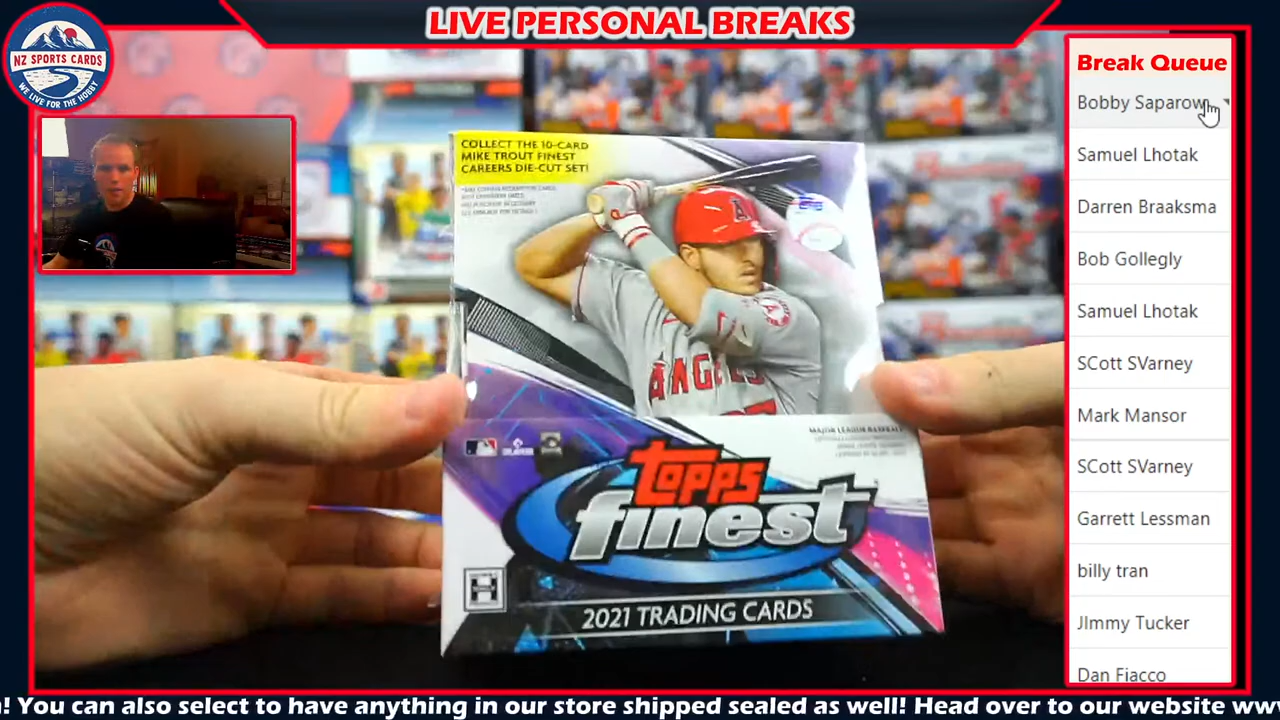 LIVE PERSONAL BREAKS
NZ SPORTS CARDS
WE LIVE FOR THE HOBBY
Break Queue
Bobby Saparow
Samuel Lhotak
Darren Braaksma
Bob Gollegly
Samuel Lhotak
SCott SVarney
Mark Mansor
SCott SVarney
Garrett Lessman
billy tran
JImmy Tucker
Dan Fiacco
COLLECT THE 10-CARD
MIKE TROUT FINEST
CAREERS DIE-CUT SET!
A
ANGELS
MAJOR LEAGUE BASEBALL
TOPPS
finest
H
2021 TRADING CARDS
! You can also select to have anything in our store shipped sealed as well! Head over to our website www